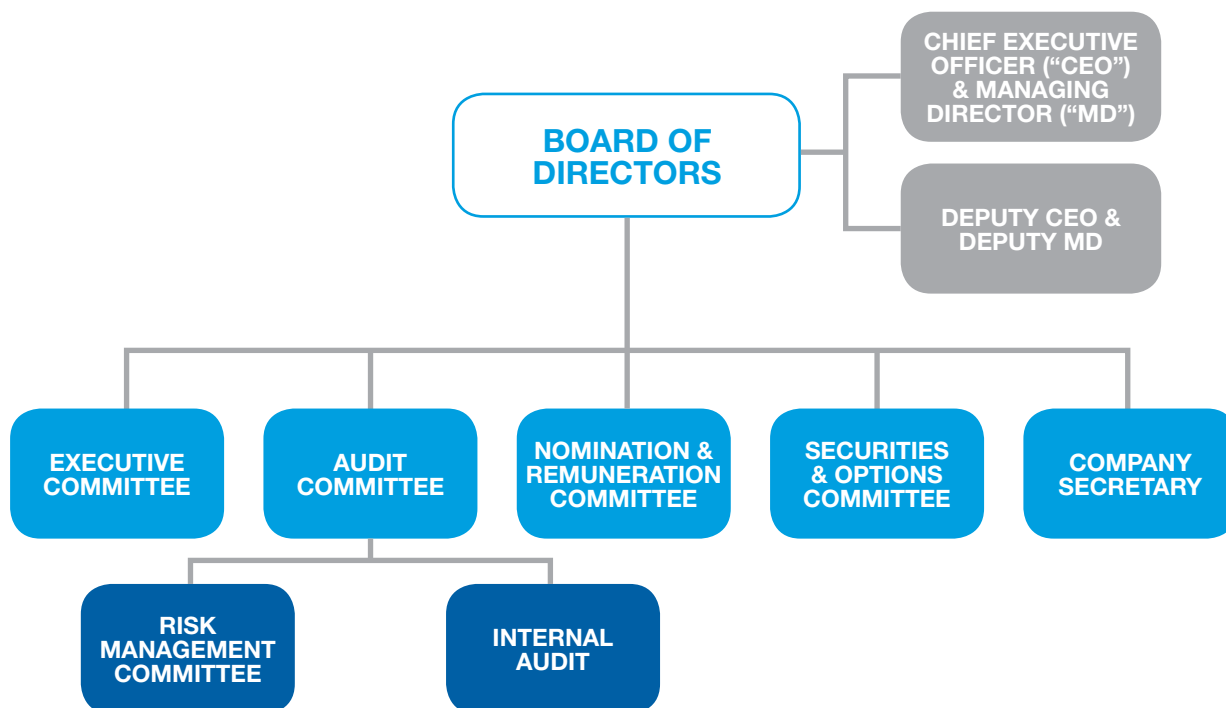 CHIEF EXECUTIVE
OFFICER (“CEO”)
& MANAGING
DIRECTOR (“MD”)
BOARD OF
DIRECTORS
DEPUTY CEO &
DEPUTY MD
EXECUTIVE
COMMITTEE
AUDIT
COMMITTEE
NOMINATION &
REMUNERATION
COMMITTEE
SECURITIES
& OPTIONS
COMMITTEE
COMPANY
SECRETARY
RISK
MANAGEMENT
COMMITTEE
INTERNAL
AUDIT